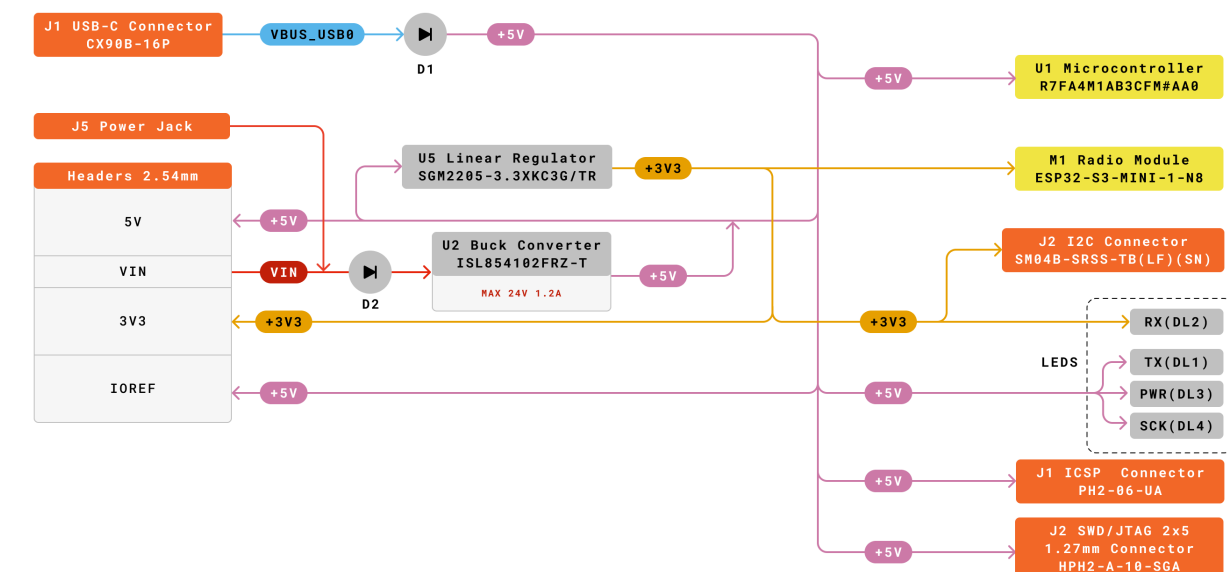 J1 USB-C Connector
CX90B-16P
VBUS_USB0
D1
+5V
+5V
U1 Microcontroller
R7FA4M1AB3CFM#AA0
J5 Power Jack
Headers 2.54mm
5V
VIN
3V3
IOREF
+5V
VIN
+3V3
+5V
D2
U5 Linear Regulator
SGM2205-3.3XKC3G/TR
+3V3
U2 Buck Converter
ISL854102FRZ-T
MAX 24V 1.2A
+5V
M1 Radio Module
ESP32-S3-MINI-1-N8
J2 I2C Connector
SM04B-SRSS-TB(LF)(SN)
+3V3
LEDS
RX(DL2)
TX(DL1)
PWR(DL3)
SCK(DL4)
+5V
+5V
J1 ICSP  Connector
PH2-06-UA
+5V
J2 SWD/JTAG 2x5
1.27mm Connector
HPH2-A-10-SGA